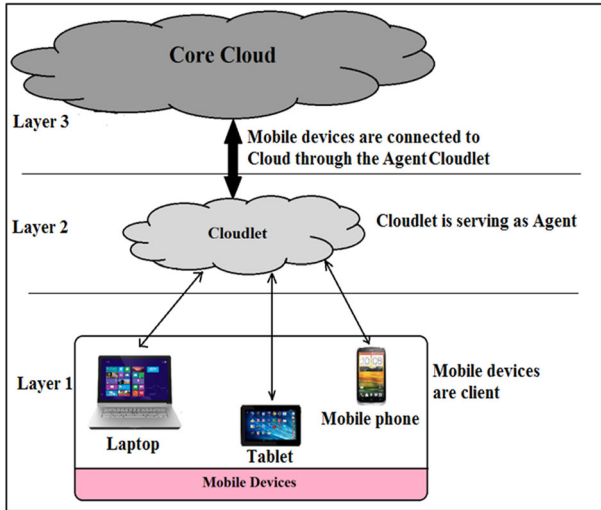 Core Cloud
Layer 3
Mobile devices are connected to
Cloud through the Agent Cloudlet
Layer 2
Cloudlet
Cloudlet is serving as Agent
Layer 1
Laptop
Tablet
Mobile phone
Mobile devices
are client
Mobile Devices